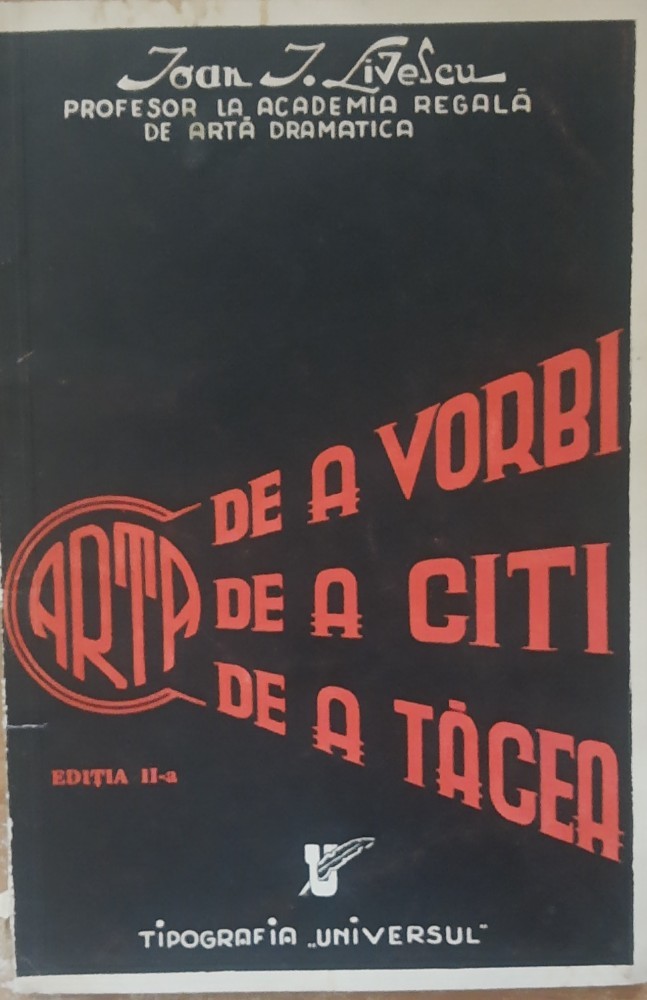 Ioan I. Livescu
PROFESOR LA ACADEMIA REGALĂ
DE ARTĂ DRAMATICA
ARTA
DE A VORBI
DE A CITI
DE A TĂCEA
EDIȚIA II-a
U
TIPOGRAFIA „UNIVERSUL"